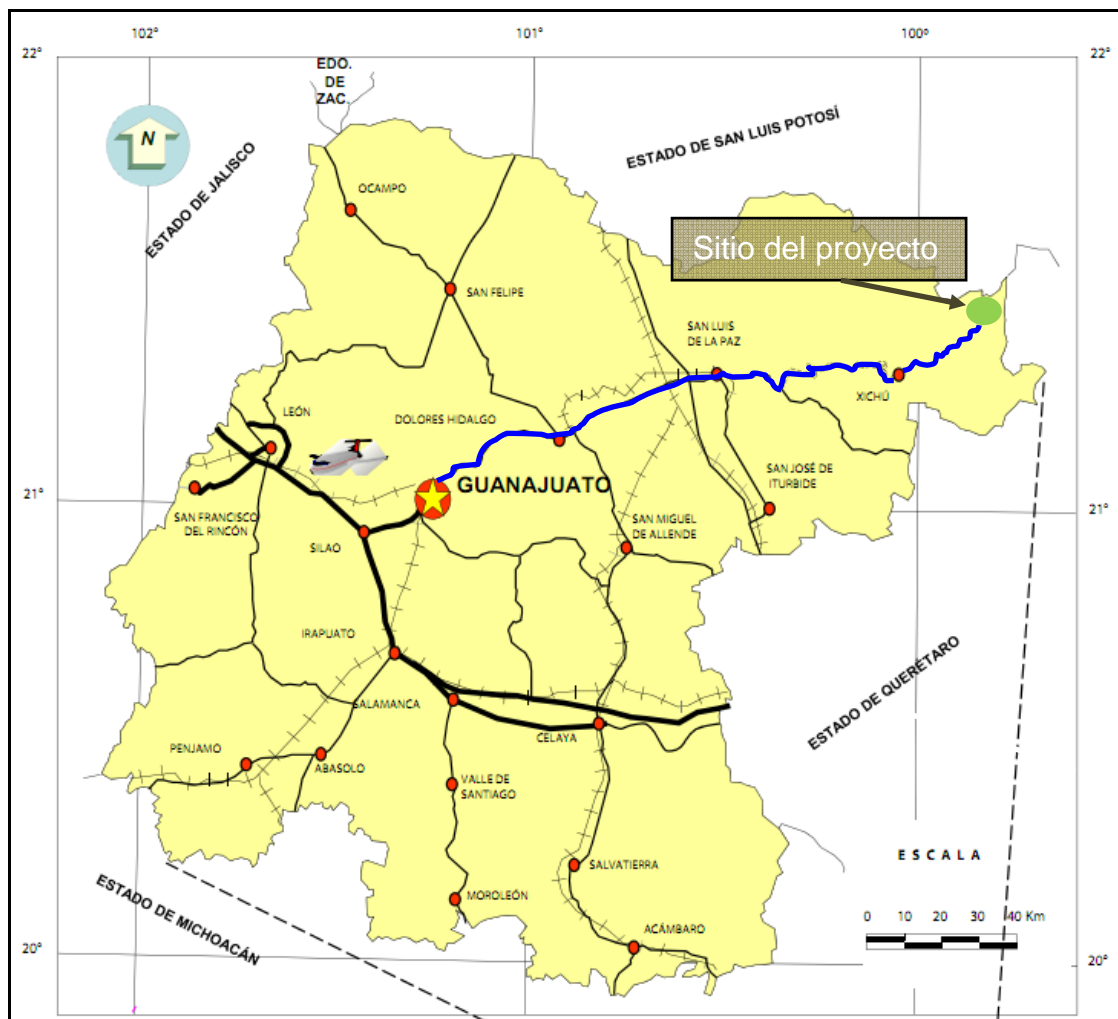 102°
101°
100º
22°
22°
EDO.
DE
ZAC.
N
ESTADO DE JALISCO
ESTADO DE SAN LUIS POTOSÍ
OCAMPO
Sitio del proyecto
SAN FELIPE
SAN LUIS
DE LA PAZ
XICHÚ
LEÓN
DOLORES HIDALGO
GUANAJUATO
SAN JOSÉ DE
ITURBIDE
21°
21°
SAN FRANCISCO
DEL RINCÓN
SILAO
SAN MIGUEL
DE ALLENDE
IRAPUATO
ESTADO DE QUERÉTARO
SALAMANCA
CELAYA
PENJAMO
ABASOLO
VALLE DE
SANTIAGO
ESCALA
SALVATIERRA
ESTADO DE MICHOACÁN
MOROLEÓN
ACÁMBARO
0 10 20 30 40 Km
20°
20°